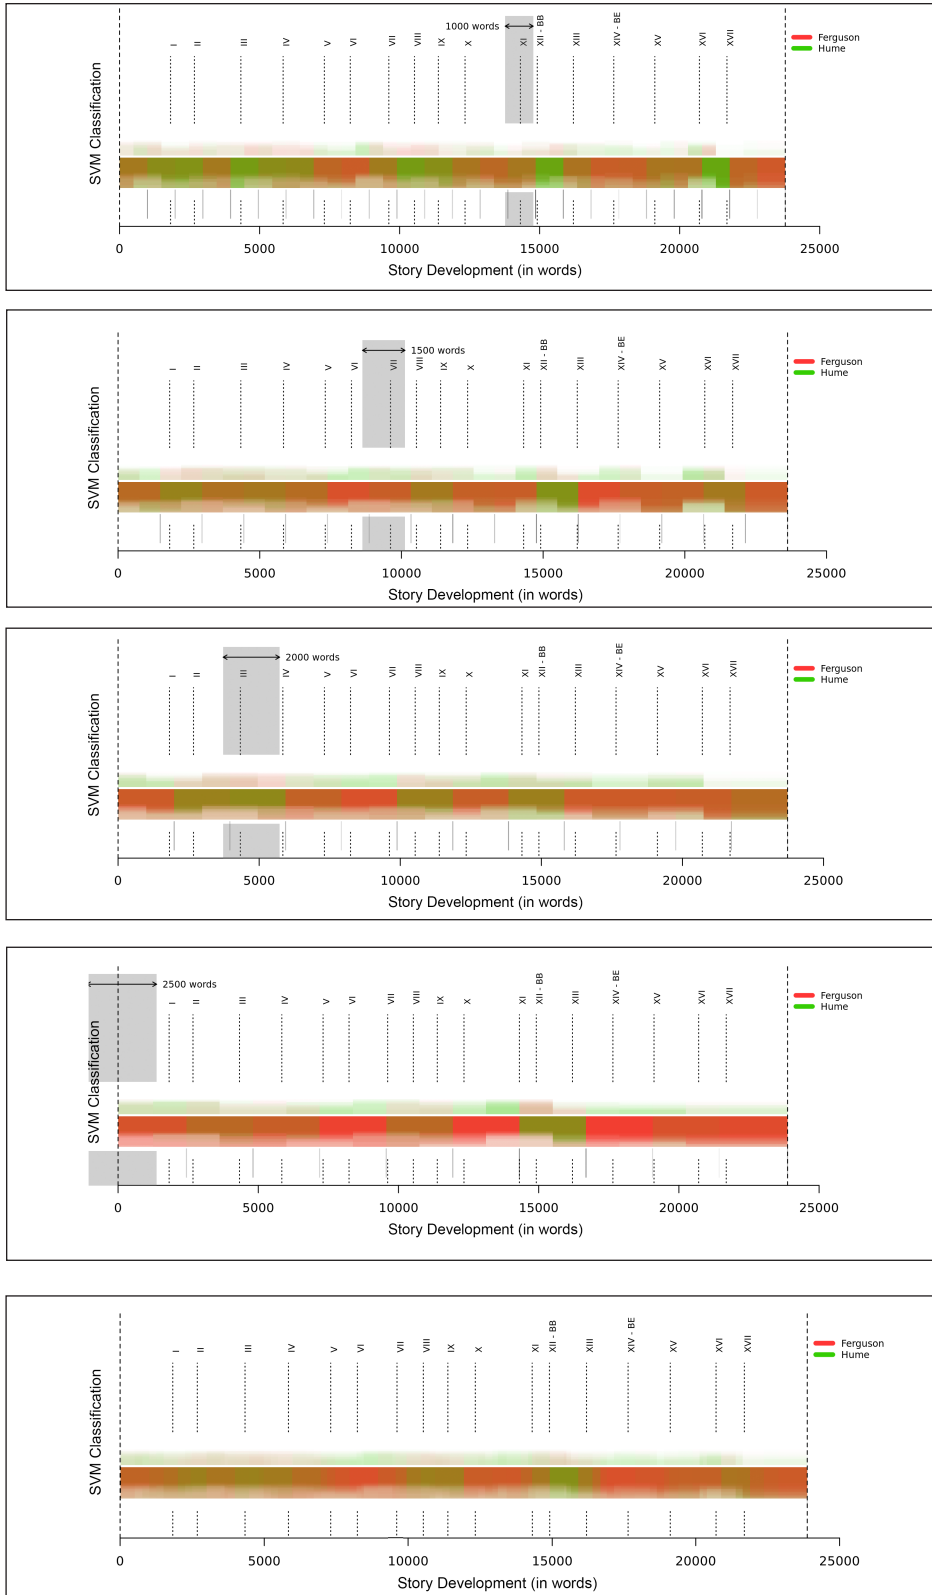 1000 words
I II III IV V VI VII VIII IX X XI XII - BB XIII XIV - BE XV XVI XVII
Ferguson
Hume
SVM Classification
0 5000 10000 15000 20000 25000
Story Development (in words)
1500 words
I II III IV V VI VII VIII IX X XI XII - BB XIII XIV - BE XV XVI XVII
Ferguson
Hume
SVM Classification
0 5000 10000 15000 20000 25000
Story Development (in words)
2000 words
I II III IV V VI VII VIII IX X XI XII - BB XIII XIV - BE XV XVI XVII
Ferguson
Hume
SVM Classification
0 5000 10000 15000 20000 25000
Story Development (in words)
2500 words
I II III IV V VI VII VIII IX X XI XII - BB XIII XIV - BE XV XVI XVII
Ferguson
Hume
SVM Classification
0 5000 10000 15000 20000 25000
Story Development (in words)
I II III IV V VI VII VIII IX X XI XII - BB XIII XIV - BE XV XVI XVII
Ferguson
Hume
SVM Classification
0 5000 10000 15000 20000 25000
Story Development (in words)